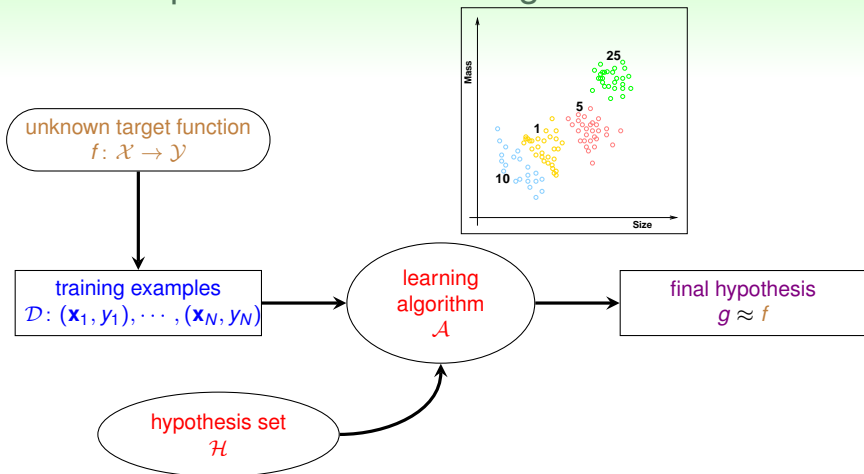 25
Mass
5
1
10
Size
unknown target function
f: 𝒳 → 𝒴
training examples
𝒟: (𝐱₁, y₁), ⋯ , (𝐱_N, y_N)
learning
algorithm
𝒜
final hypothesis
g ≈ f
hypothesis set
ℋ